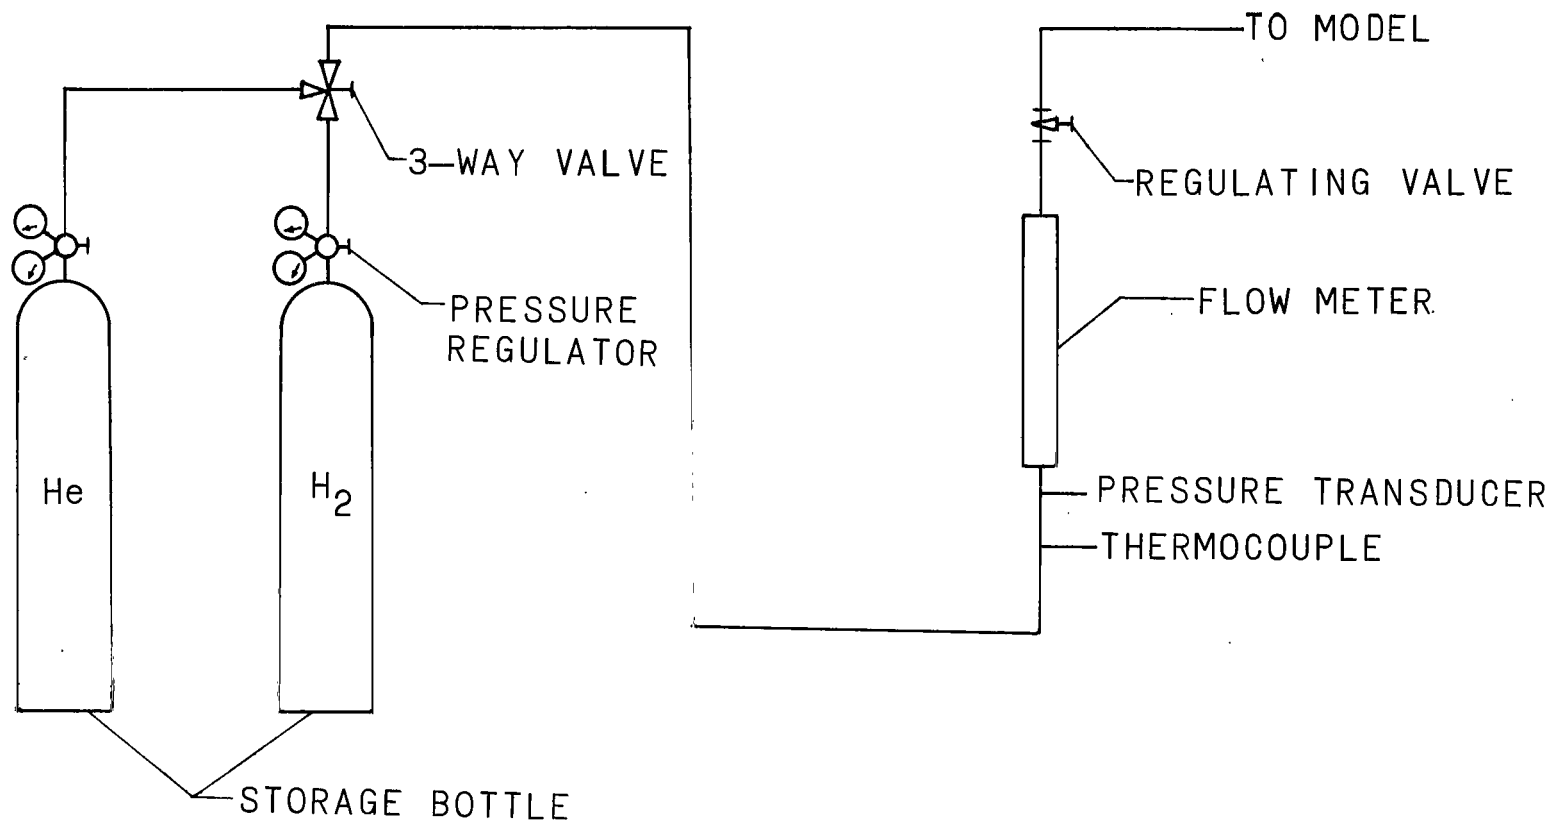 TO MODEL
3-WAY VALVE
REGULATING VALVE
PRESSURE
REGULATOR
FLOW METER
He
H2
PRESSURE TRANSDUCER
THERMOCOUPLE
STORAGE BOTTLE